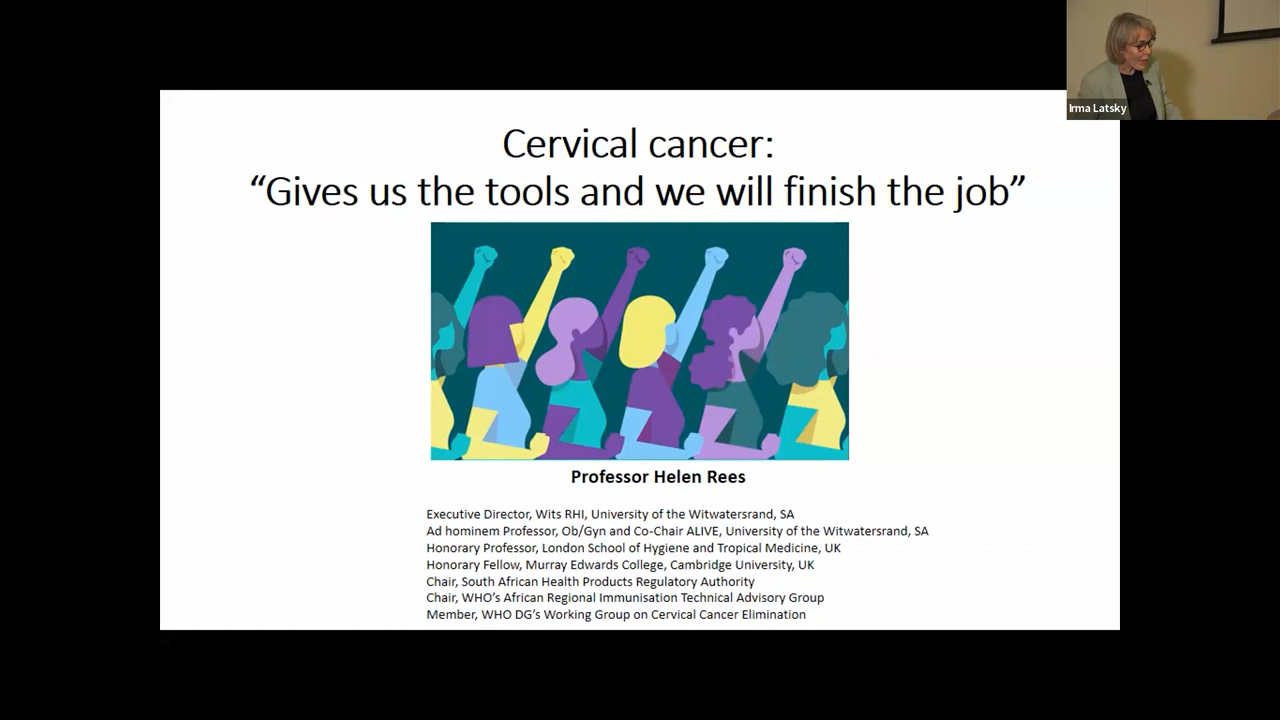 Irma Latsky
Cervical cancer:
“Gives us the tools and we will finish the job”
Professor Helen Rees
Executive Director, Wits RHI, University of the Witwatersrand, SA
Ad hominem Professor, Ob/Gyn and Co-Chair ALIVE, University of the Witwatersrand, SA
Honorary Professor, London School of Hygiene and Tropical Medicine, UK
Honorary Fellow, Murray Edwards College, Cambridge University, UK
Chair, South African Health Products Regulatory Authority
Chair, WHO’s African Regional Immunisation Technical Advisory Group
Member, WHO DG’s Working Group on Cervical Cancer Elimination